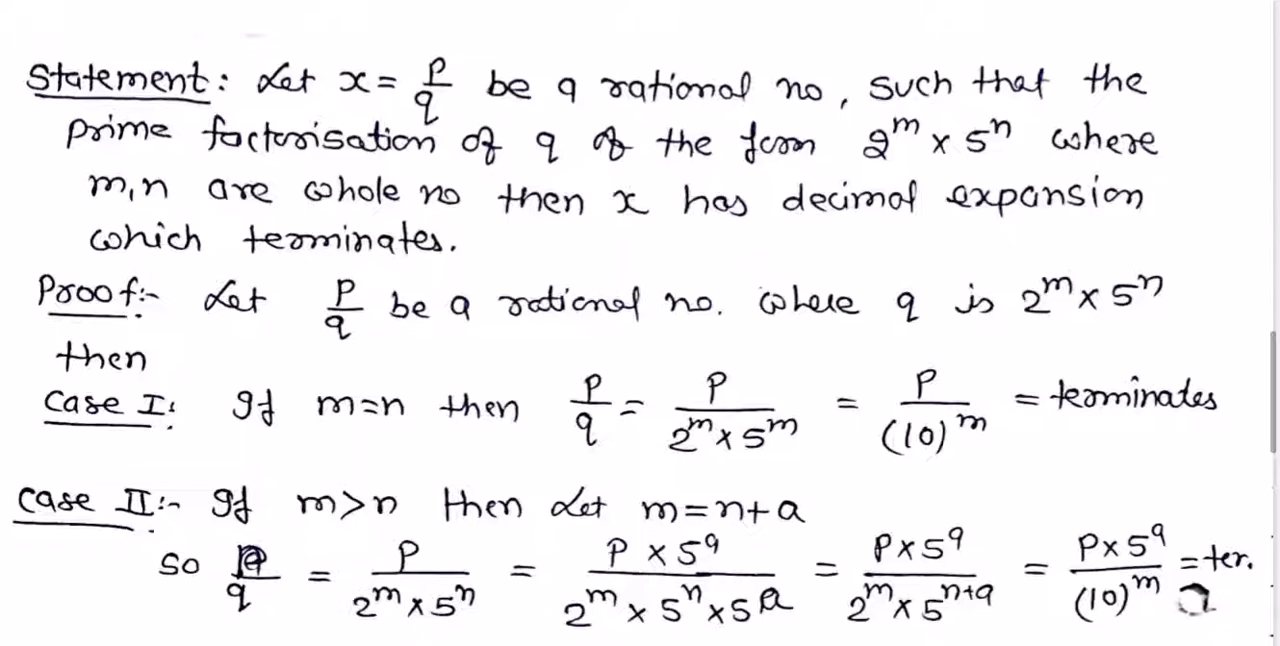 Statement: Let x = p/q be a rational no, such that the
prime factorisation of q of the form 2^m × 5^n where
m,n are whole no then x has decimal expansion
which terminates.
Proof:- Let p/q be a rational no. where q is 2^m × 5^n
then
Case I: If m=n then p/q = p/(2^m × 5^m) = p/(10)^m = terminates
Case II:- If m>n then Let m=n+a
So p/q = p/(2^m × 5^n) = (p × 5^a)/(2^m × 5^n × 5^a) = (p × 5^a)/(2^m × 5^(n+a)) = (p × 5^a)/(10)^m = ter.